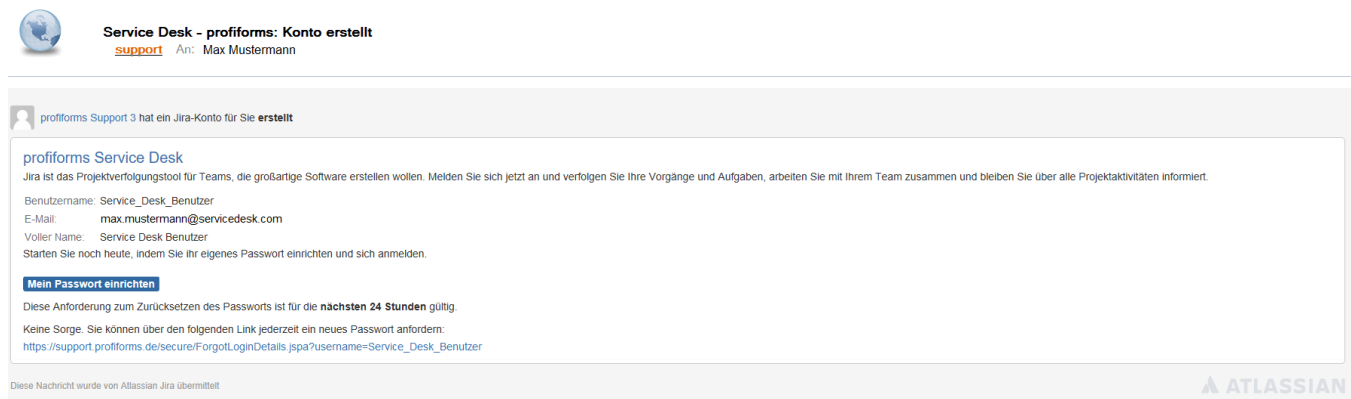 Service Desk - profiforms: Konto erstellt
support An: Max Mustermann
profiforms Support 3 hat ein Jira-Konto für Sie erstellt
profiforms Service Desk
Jira ist das Projektverfolgungstool für Teams, die großartige Software erstellen wollen. Melden Sie sich jetzt an und verfolgen Sie Ihre Vorgänge und Aufgaben, arbeiten Sie mit Ihrem Team zusammen und bleiben Sie über alle Projektaktivitäten informiert.
Benutzername: Service_Desk_Benutzer
E-Mail: max.mustermann@servicedesk.com
Voller Name: Service Desk Benutzer
Starten Sie noch heute, indem Sie ihr eigenes Passwort einrichten und sich anmelden.
Mein Passwort einrichten
Diese Anforderung zum Zurücksetzen des Passworts ist für die nächsten 24 Stunden gültig.
Keine Sorge. Sie können über den folgenden Link jederzeit ein neues Passwort anfordern:
https://support.profiforms.de/secure/ForgotLoginDetails.jspa?username=Service_Desk_Benutzer
Diese Nachricht wurde von Atlassian Jira übermittelt
ATLASSIAN